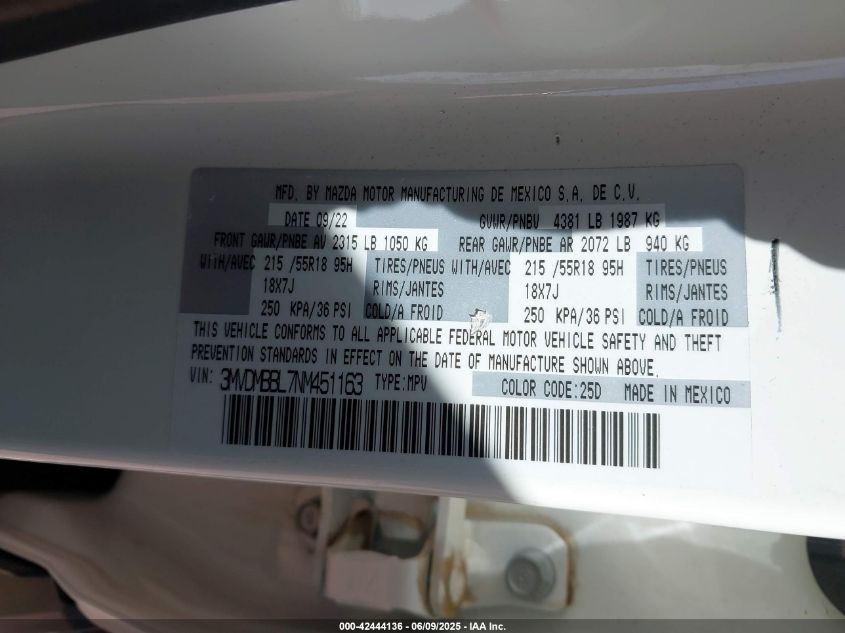 MFD. BY MAZDA MOTOR MANUFACTURING DE MEXICO S.A. DE C.V.
DATE 09/22 GVWR/PNBV 4381 LB 1987 KG
FRONT GAWR/PNBE AV 2315 LB 1050 KG REAR GAWR/PNBE AR 2072 LB 940 KG
WITH/AVEC 215 /55R18 95H TIRES/PNEUS WITH/AVEC 215 /55R18 95H TIRES/PNEUS
18X7J RIMS/JANTES 18X7J RIMS/JANTES
250 KPA/36 PSI COLD/A FROID 250 KPA/36 PSI COLD/A FROID
THIS VEHICLE CONFORMS TO ALL APPLICABLE FEDERAL MOTOR VEHICLE SAFETY AND THEFT
PREVENTION STANDARDS IN EFFECT ON THE DATE OF MANUFACTURE SHOWN ABOVE.
VIN: 3MVDMBBL7NM451163 TYPE:MPV COLOR CODE:25D MADE IN MEXICO
000-42444136 - 06/09/2025 - IAA Inc.